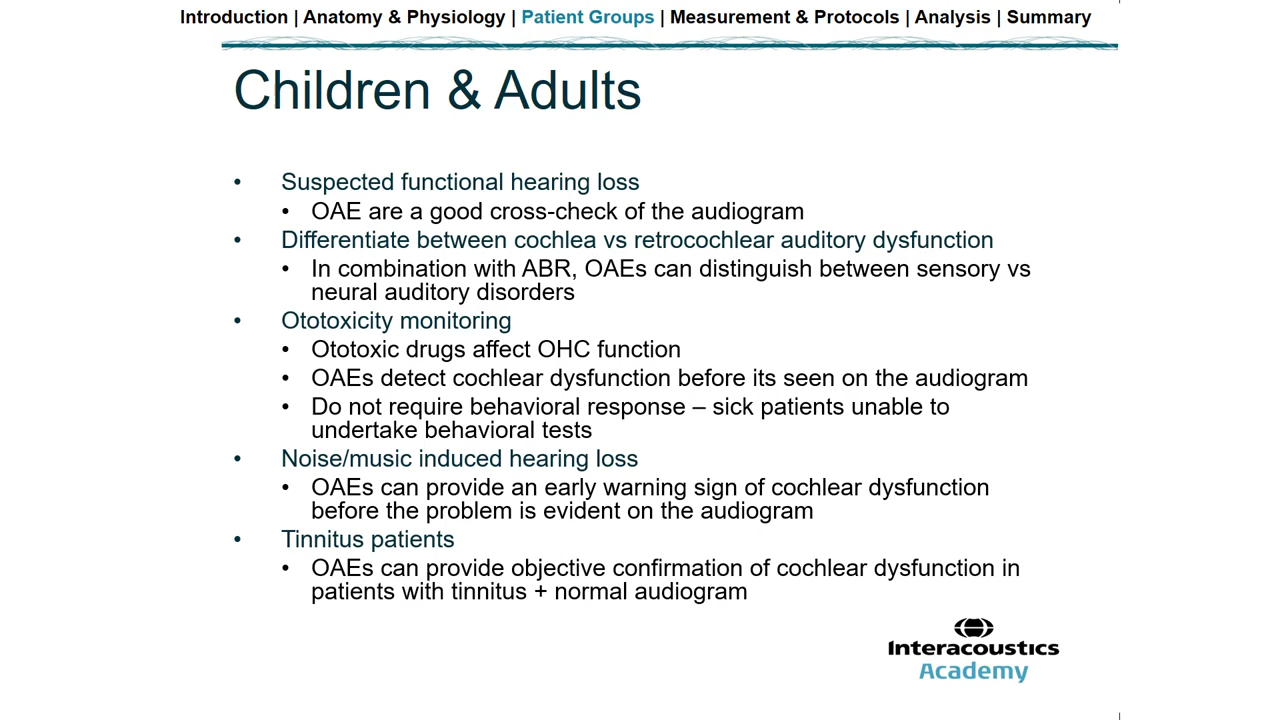 Introduction | Anatomy & Physiology | Patient Groups | Measurement & Protocols | Analysis | Summary
Children & Adults
• Suspected functional hearing loss
• OAE are a good cross-check of the audiogram
• Differentiate between cochlea vs retrocochlear auditory dysfunction
• In combination with ABR, OAEs can distinguish between sensory vs
neural auditory disorders
• Ototoxicity monitoring
• Ototoxic drugs affect OHC function
• OAEs detect cochlear dysfunction before its seen on the audiogram
• Do not require behavioral response – sick patients unable to
undertake behavioral tests
• Noise/music induced hearing loss
• OAEs can provide an early warning sign of cochlear dysfunction
before the problem is evident on the audiogram
• Tinnitus patients
• OAEs can provide objective confirmation of cochlear dysfunction in
patients with tinnitus + normal audiogram
Interacoustics
Academy